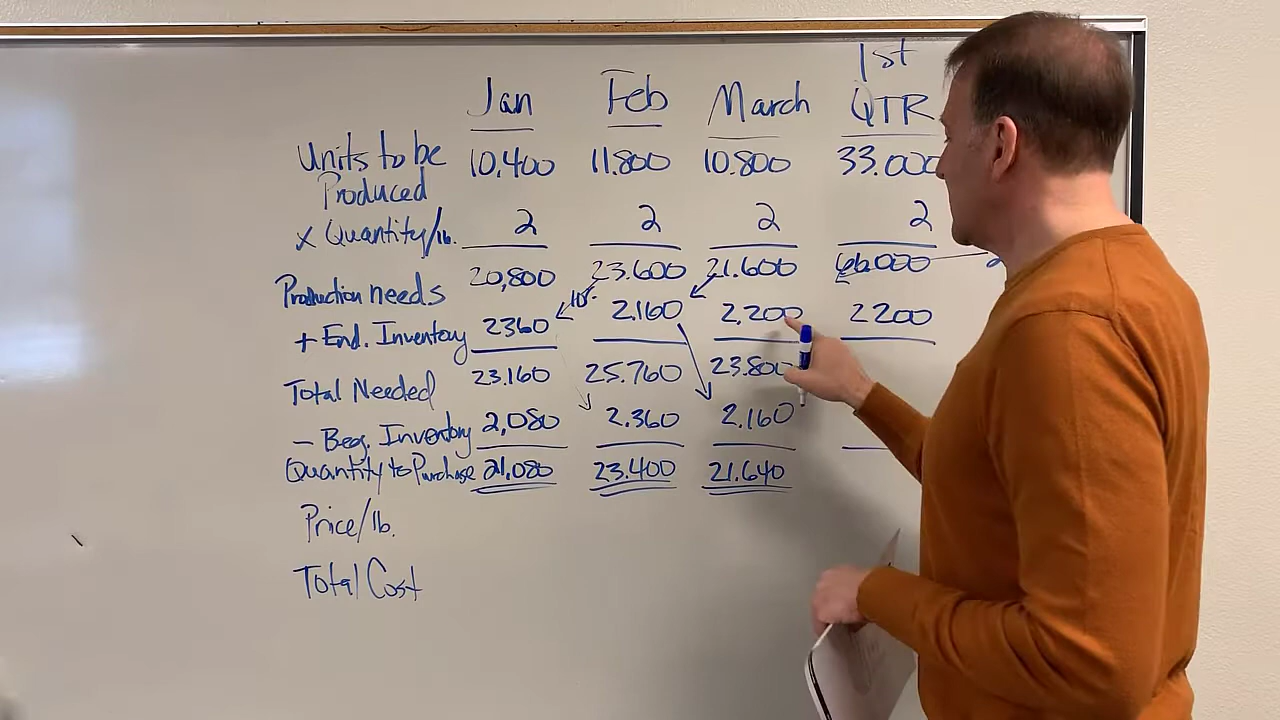 1st
Jan Feb March QTR
Units to be Produced 10,400 11.800 10.800 33.000
x Quantity/lb. 2 2 2 2
Production needs 20,800 23.600 21.600 66.000
10%
+ End. Inventory 2360 2.160 2.200 2200
Total Needed 23.160 25.760 23.800
- Beg. Inventory 2,080 2.360 2.160
Quantity to Purchase 21,080 23.400 21.640
Price/lb.
Total Cost